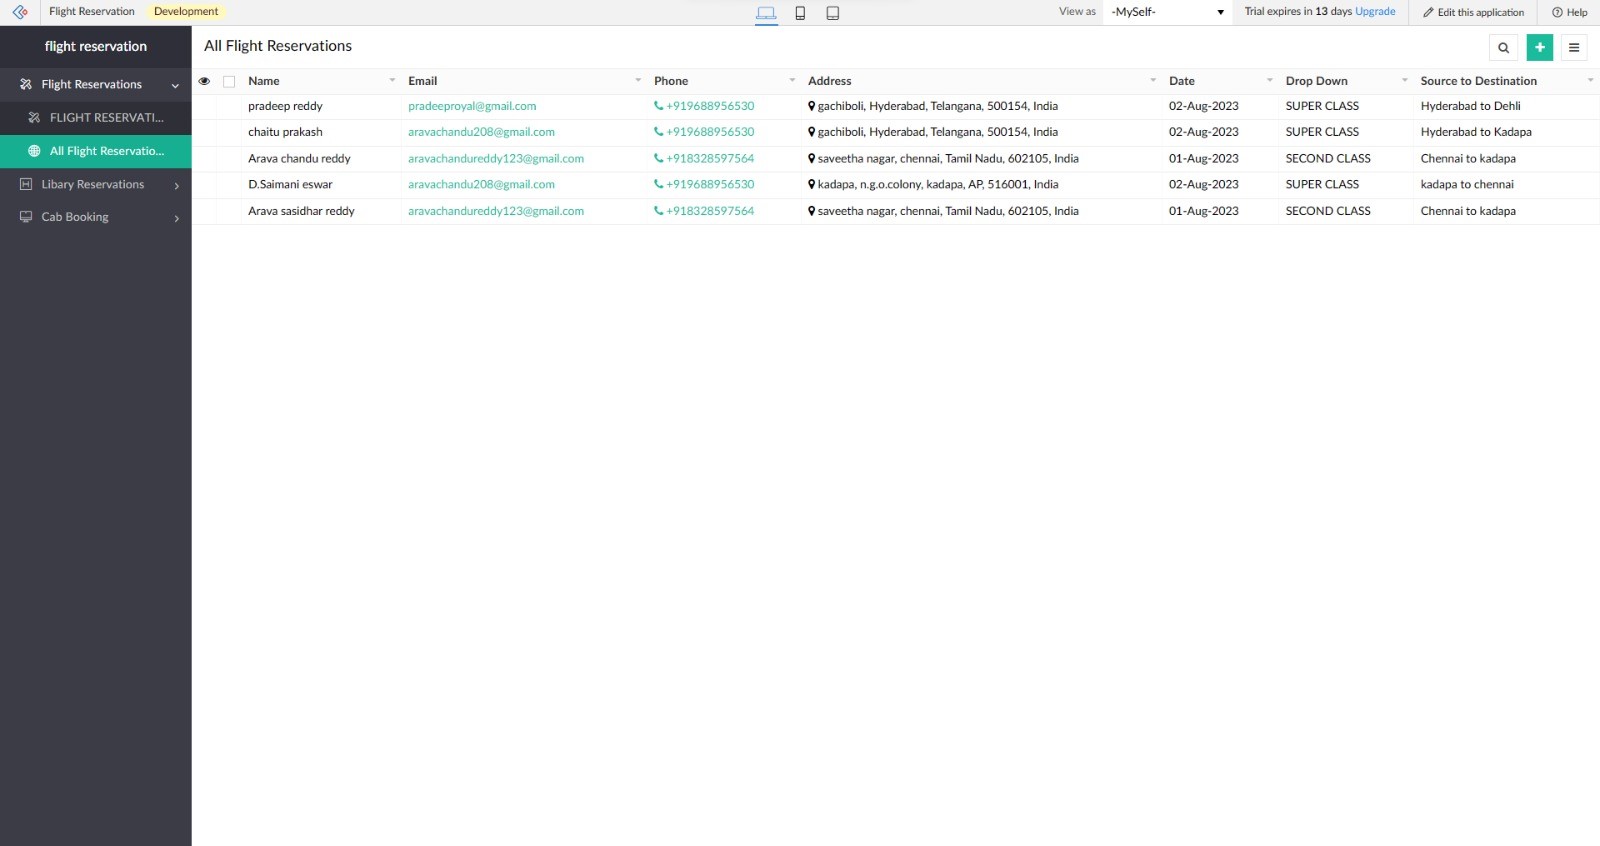 Flight Reservation Development View as -MySelf- Trial expires in 13 days Upgrade Edit this application Help
flight reservation
All Flight Reservations
Flight Reservations
FLIGHT RESERVATI...
All Flight Reservatio...
Libary Reservations
Cab Booking
Name Email Phone Address Date Drop Down Source to Destination
pradeep reddy pradeeproyal@gmail.com +919688956530 gachiboli, Hyderabad, Telangana, 500154, India 02-Aug-2023 SUPER CLASS Hyderabad to Dehli
chaitu prakash aravachandu208@gmail.com +919688956530 gachiboli, Hyderabad, Telangana, 500154, India 02-Aug-2023 SUPER CLASS Hyderabad to Kadapa
Arava chandu reddy aravachandureddy123@gmail.com +918328597564 saveetha nagar, chennai, Tamil Nadu, 602105, India 01-Aug-2023 SECOND CLASS Chennai to kadapa
D.Saimani eswar aravachandu208@gmail.com +919688956530 kadapa, n.g.o.colony, kadapa, AP, 516001, India 02-Aug-2023 SUPER CLASS kadapa to chennai
Arava sasidhar reddy aravachandureddy123@gmail.com +918328597564 saveetha nagar, chennai, Tamil Nadu, 602105, India 01-Aug-2023 SECOND CLASS Chennai to kadapa